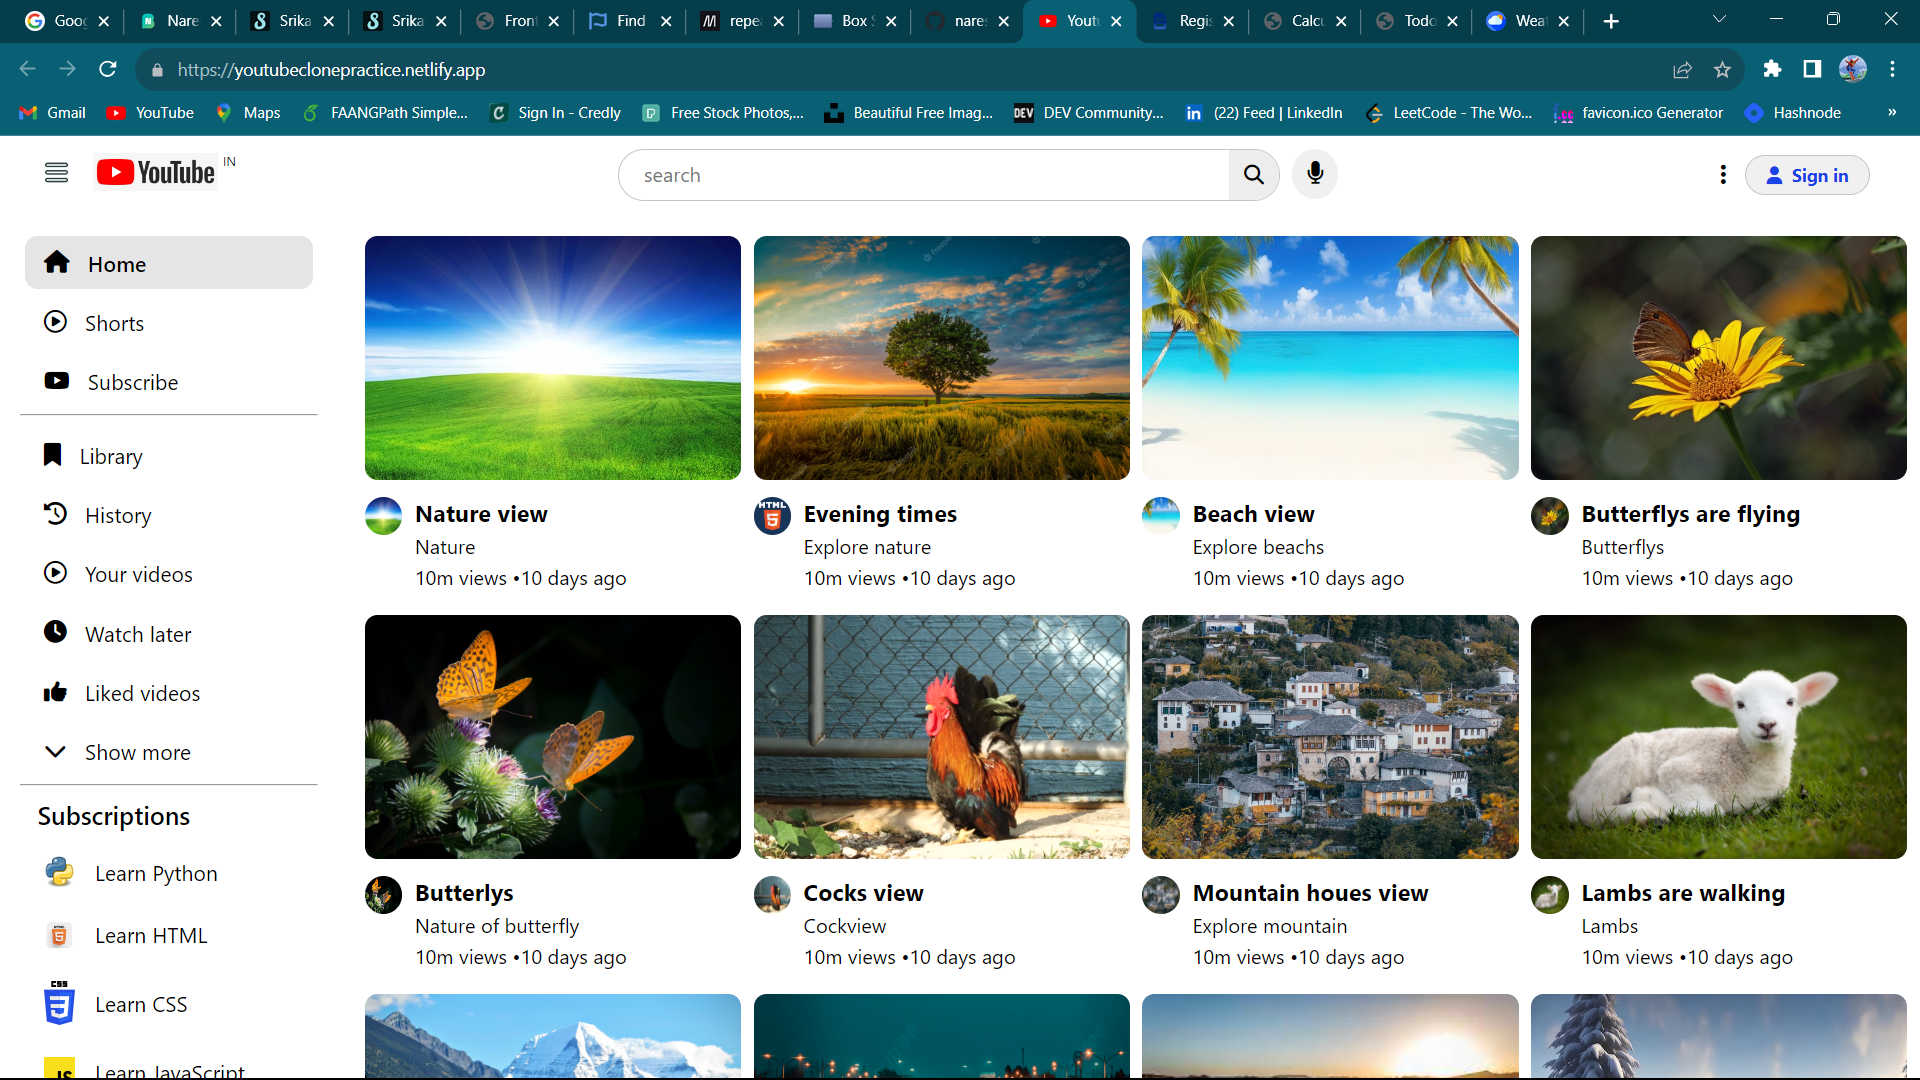 Goo
Nare
Srika
Srika
Fron
Find
repe
Box S
nares
Yout
Regis
Calcu
Todo
Wea
https://youtubeclonepractice.netlify.app
Gmail
YouTube
Maps
FAANGPath Simple...
Sign In - Credly
Free Stock Photos,...
Beautiful Free Imag...
DEV Community...
(22) Feed | LinkedIn
LeetCode - The Wo...
favicon.ico Generator
Hashnode
»
YouTube IN
search
Sign in
Home
Shorts
Subscribe
Library
History
Your videos
Watch later
Liked videos
Show more
Subscriptions
Learn Python
Learn HTML
Learn CSS
Learn JavaScript
Nature view
Nature
10m views •10 days ago
Evening times
Explore nature
10m views •10 days ago
Beach view
Explore beachs
10m views •10 days ago
Butterflys are flying
Butterflys
10m views •10 days ago
Butterlys
Nature of butterfly
10m views •10 days ago
Cocks view
Cockview
10m views •10 days ago
Mountain houes view
Explore mountain
10m views •10 days ago
Lambs are walking
Lambs
10m views •10 days ago